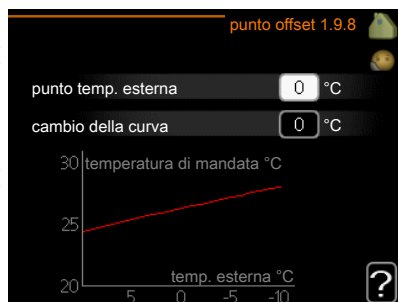 punto offset 1.9.8
punto temp. esterna 0 °C
cambio della curva 0 °C
30 temperatura di mandata °C
25
temp. esterna °C
20
5 0 -5 -10
?